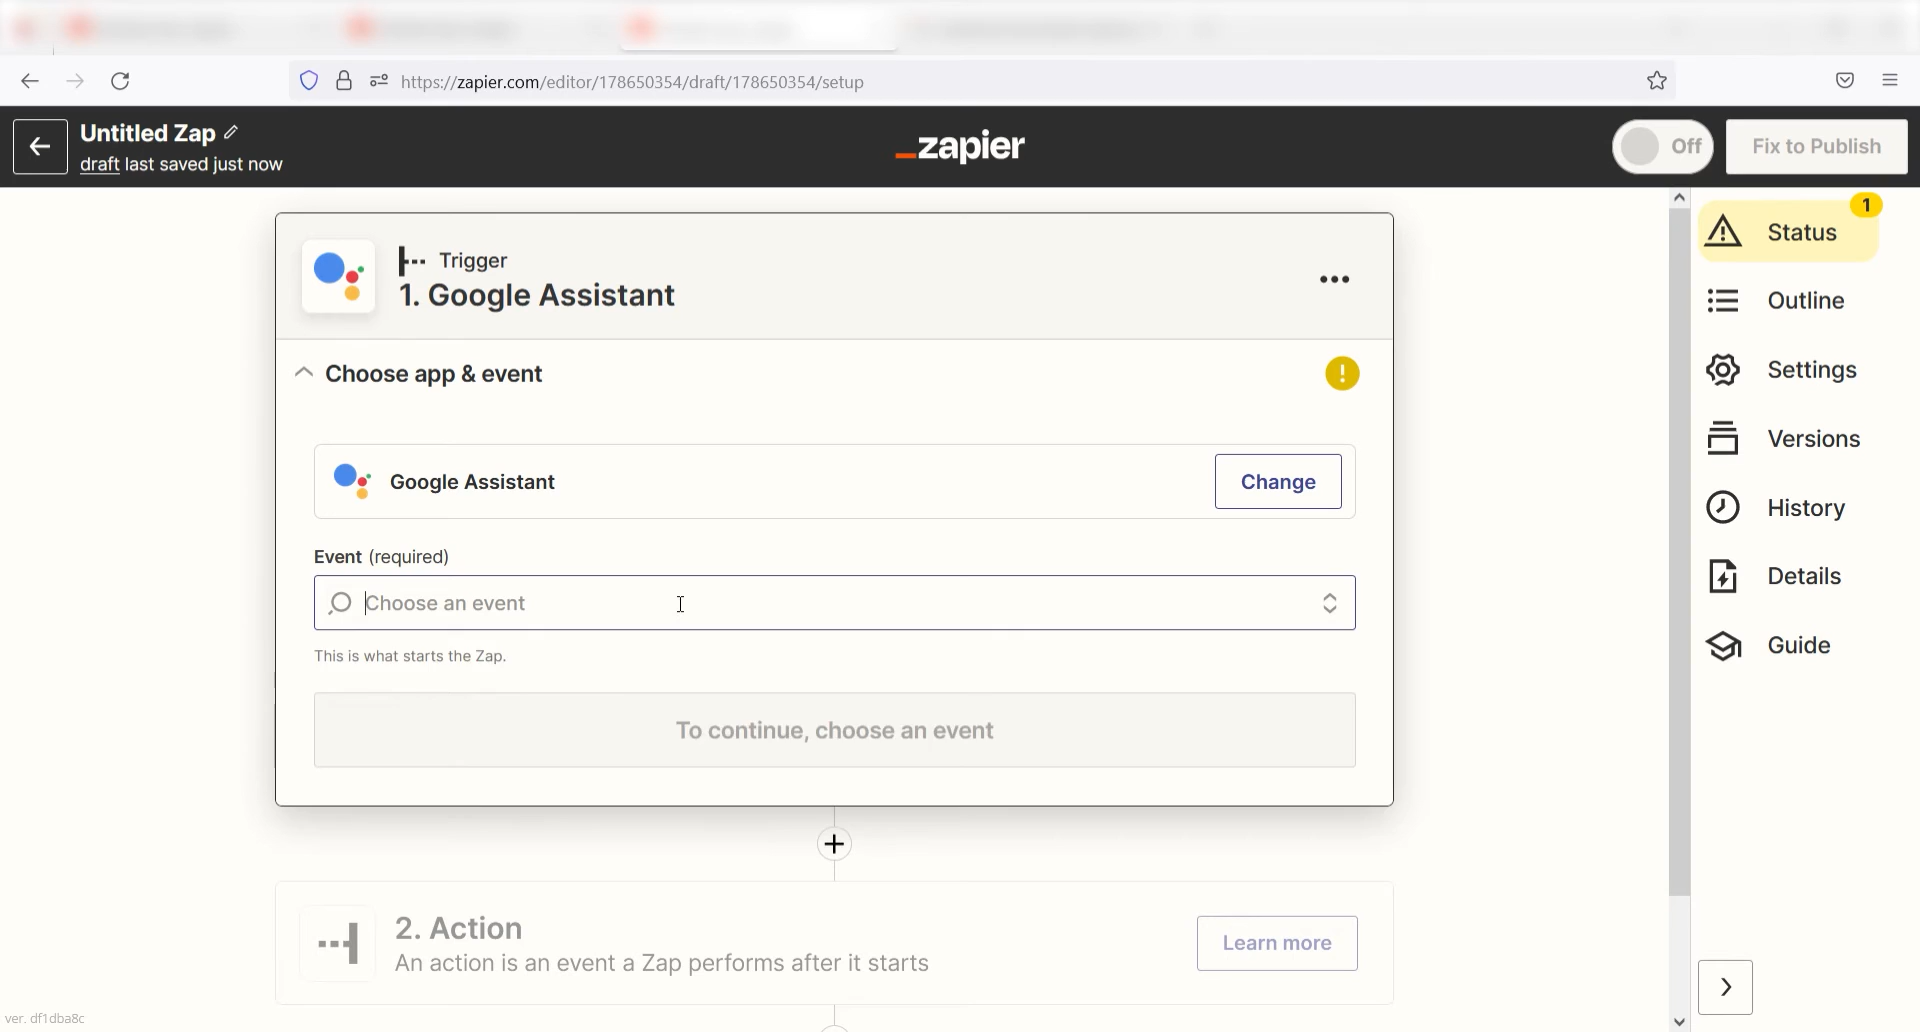 https://zapier.com/editor/178650354/draft/178650354/setup
Untitled Zap
draft last saved just now
zapier
Off
Fix to Publish
Trigger
1. Google Assistant
Choose app & event
!
Google Assistant
Change
Event (required)
Choose an event
This is what starts the Zap.
To continue, choose an event
+
2. Action
An action is an event a Zap performs after it starts
Learn more
1
Status
Outline
Settings
Versions
History
Details
Guide
ver. df1dba8c